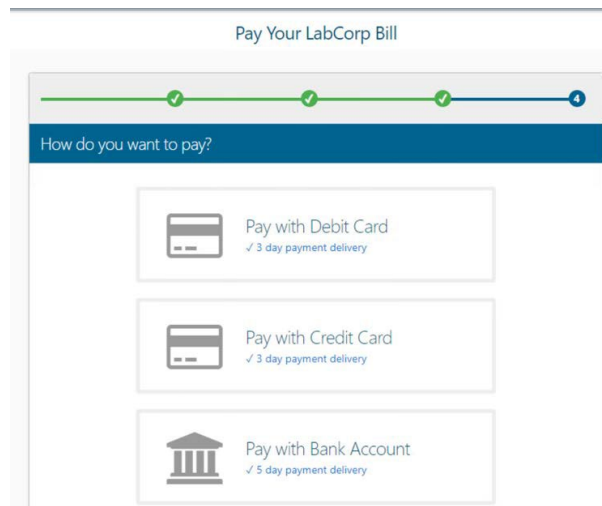 Pay Your LabCorp Bill
4
How do you want to pay?
Pay with Debit Card
✓ 3 day payment delivery
Pay with Credit Card
✓ 3 day payment delivery
Pay with Bank Account
✓ 5 day payment delivery